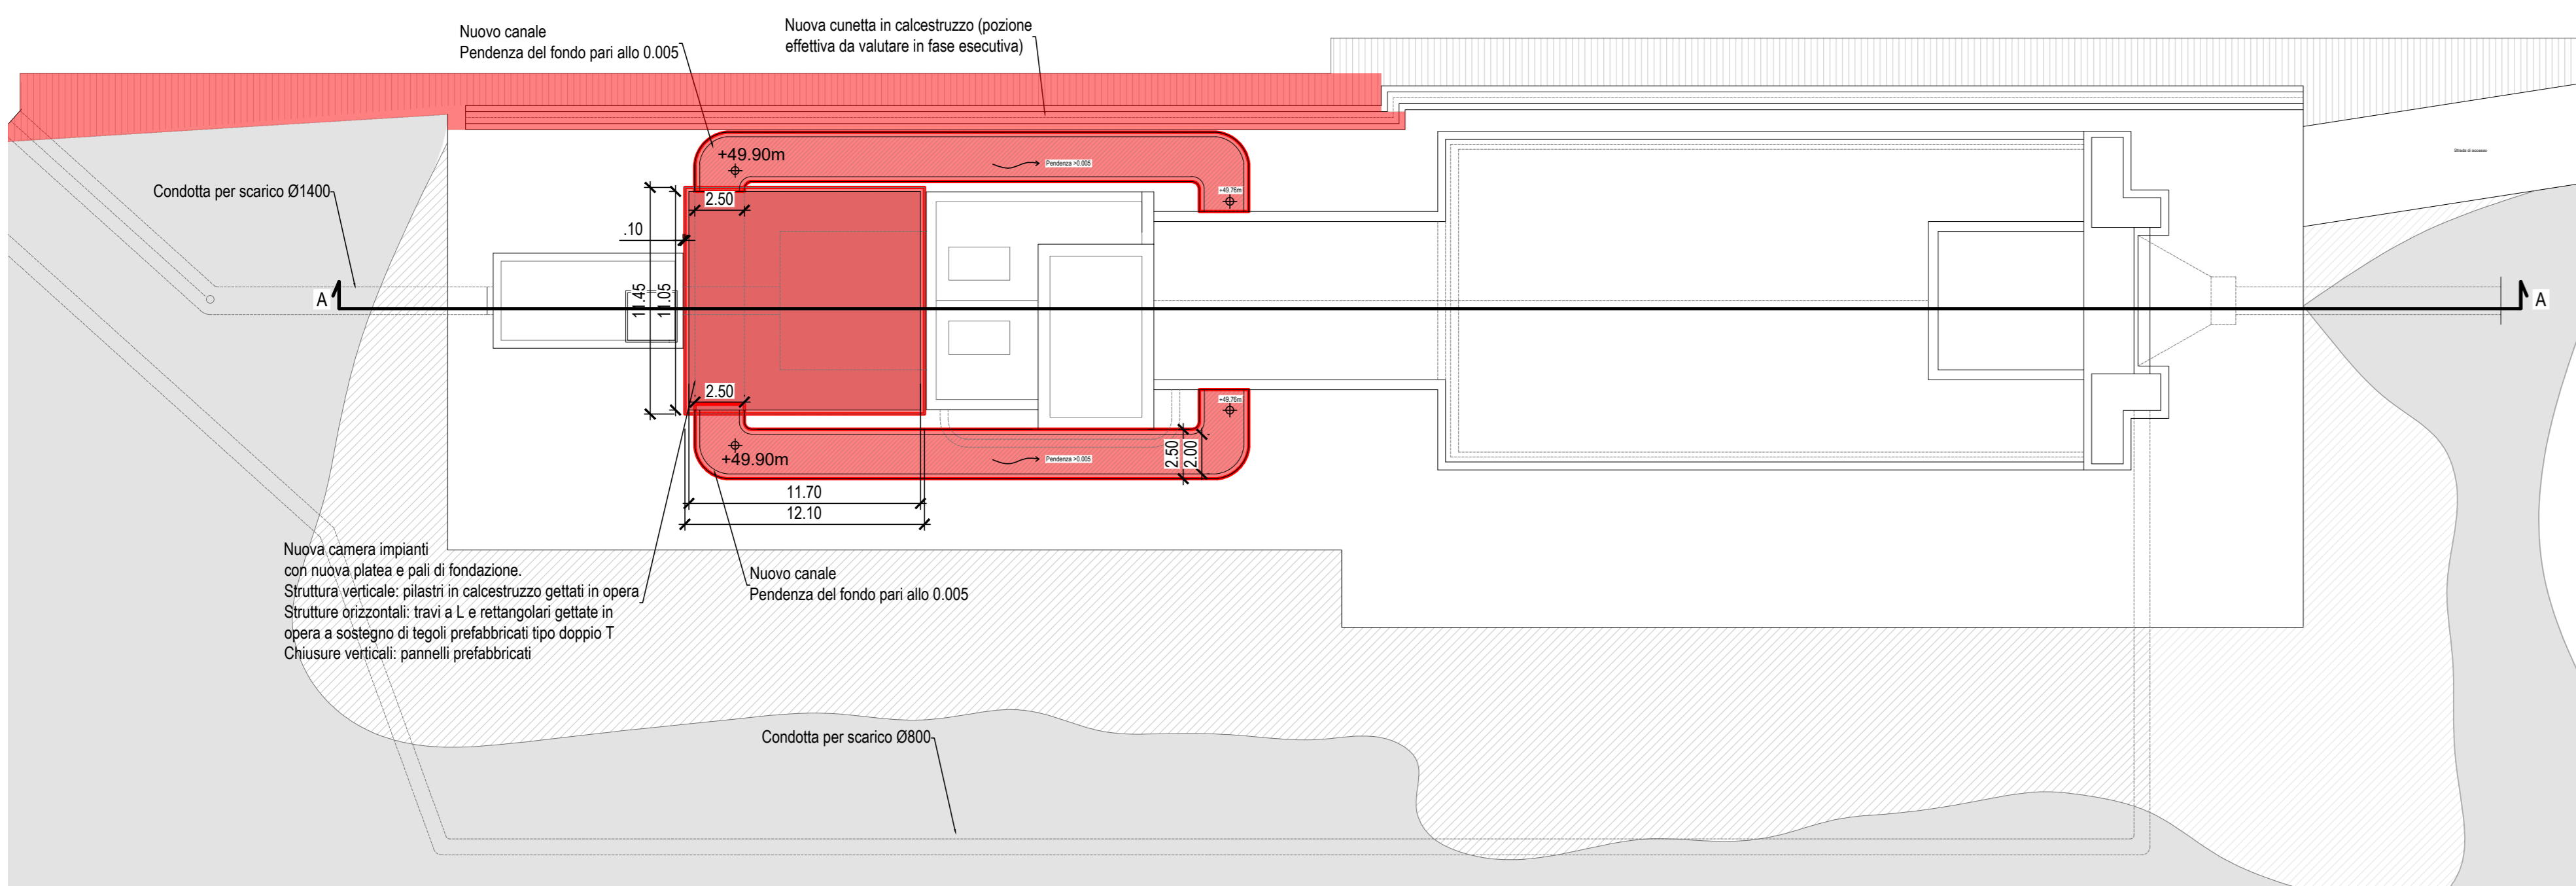 Nuovo canale
Pendenza del fondo pari allo 0.005
Nuova cunetta in calcestruzzo (pozione
effettiva da valutare in fase esecutiva)
Strada di accesso
+49.90m
Pendenza >0.005
Condotta per scarico Ø1400
2.50
+49.76m
.10
A
11.45
11.05
A
2.50
+49.76m
+49.90m
Pendenza >0.005
2.50
2.00
11.70
12.10
Nuova camera impianti
con nuova platea e pali di fondazione.
Struttura verticale: pilastri in calcestruzzo gettati in opera
Strutture orizzontali: travi a L e rettangolari gettate in
opera a sostegno di tegoli prefabbricati tipo doppio T
Chiusure verticali: pannelli prefabbricati
Nuovo canale
Pendenza del fondo pari allo 0.005
Condotta per scarico Ø800